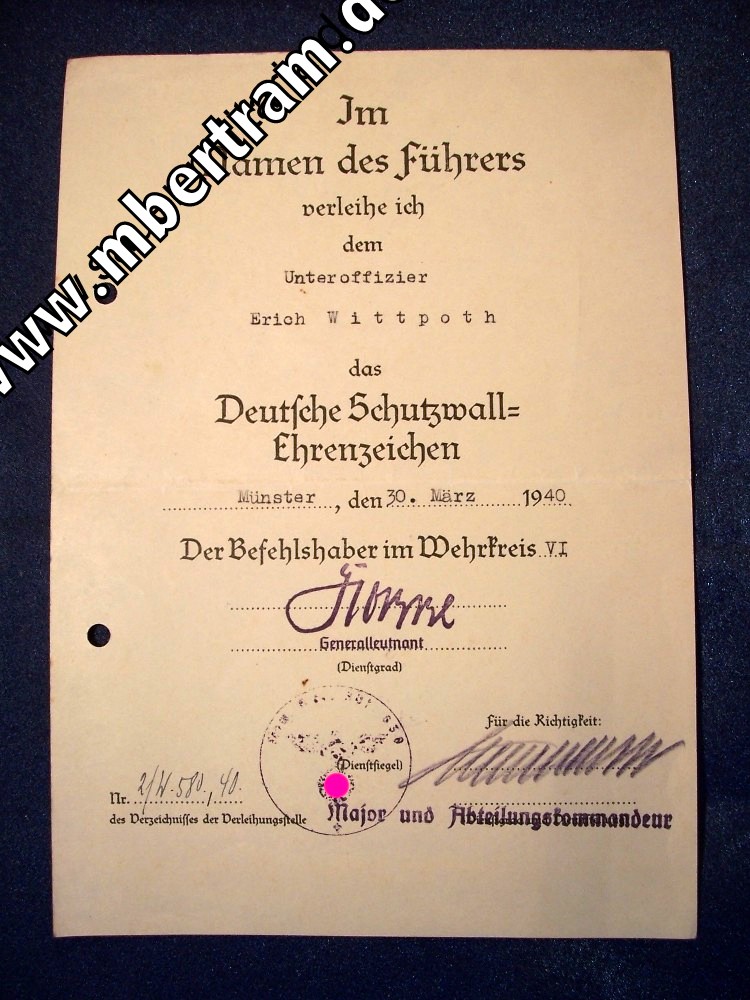 www.mbertram.de
Im
Namen des Führers
verleihe ich
dem
Unteroffizier
Erich Wittpoth
das
Deutsche Schutzwall=
Ehrenzeichen
Münster, den 30. März 1940
Der Befehlshaber im Wehrkreis VI
Generalleutnant
(Dienstgrad)
Für die Richtigkeit:
(Dienstsiegel)
Nr. 2/W.580./40.
des Verzeichnisses der Verleihungsstelle
Major und Abteilungskommandeur